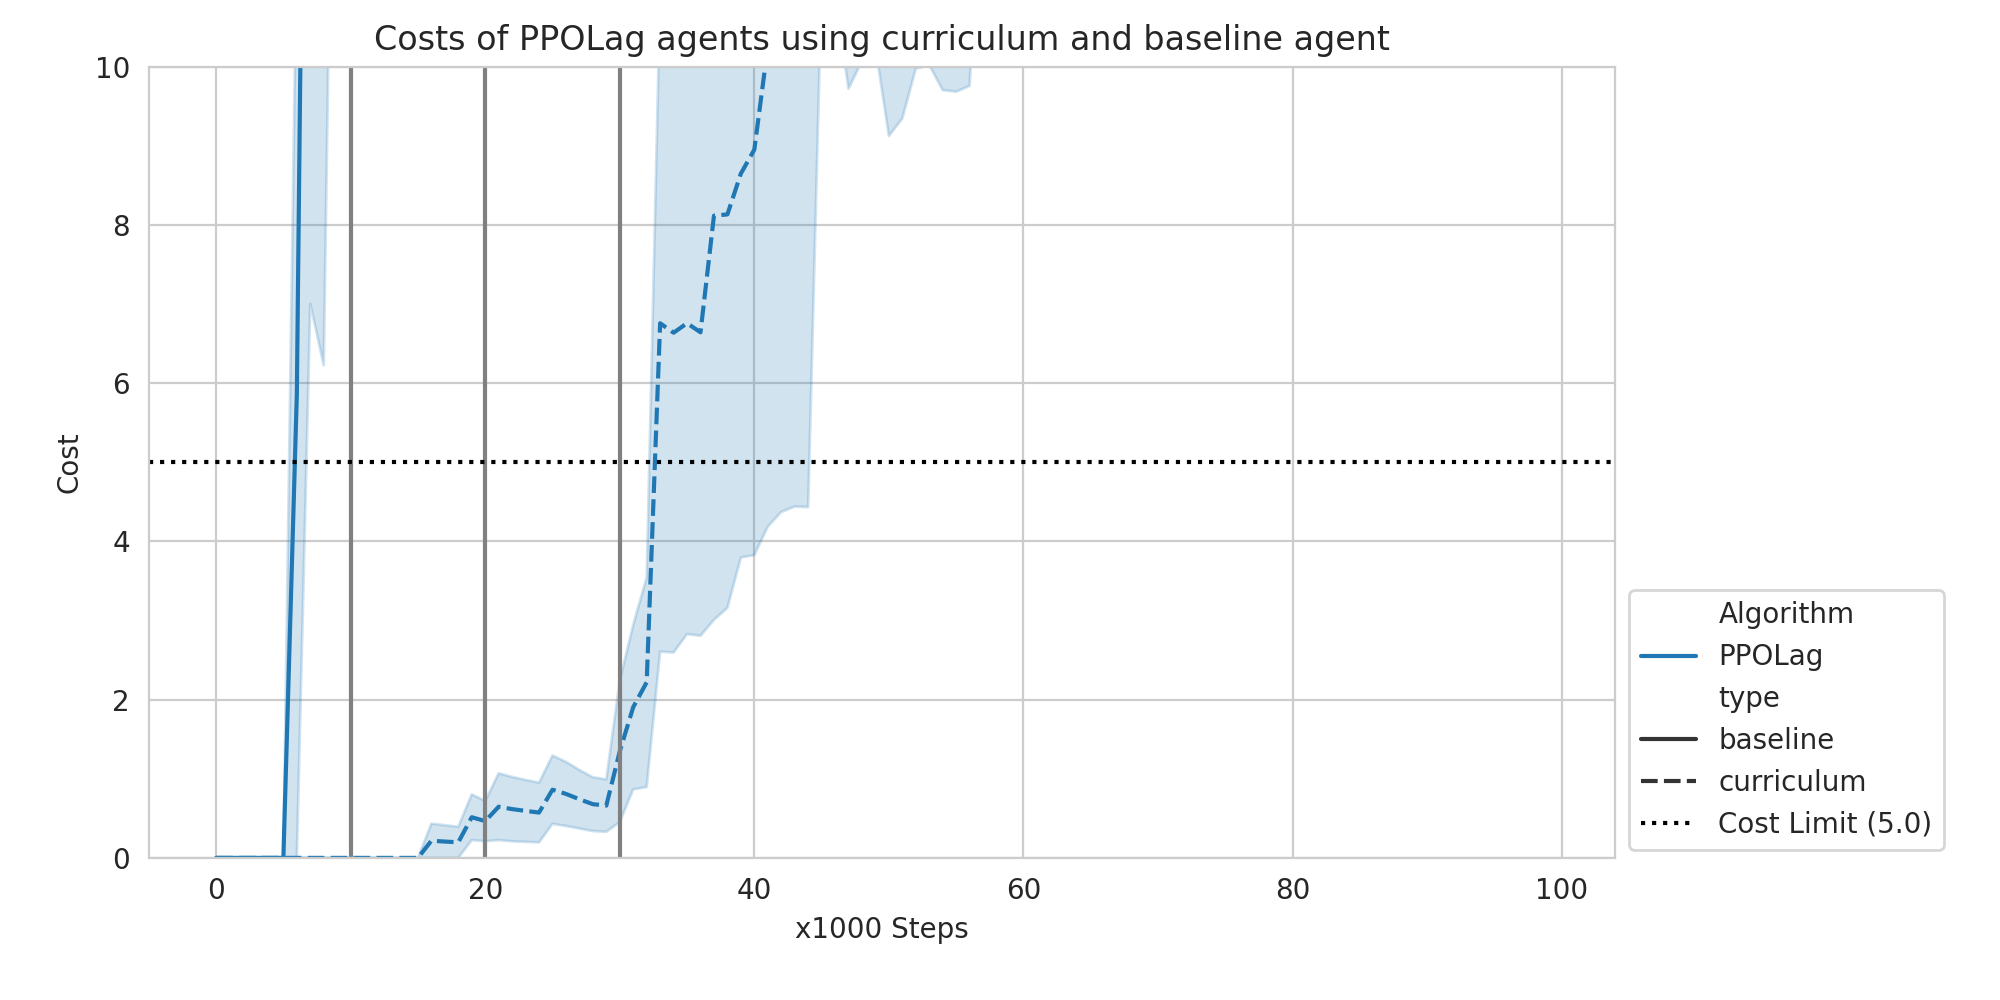 Costs of PPOLag agents using curriculum and baseline agent
10
8
6
4
2
0
Cost
0 20 40 60 80 100
x1000 Steps
Algorithm
PPOLag
type
baseline
curriculum
Cost Limit (5.0)